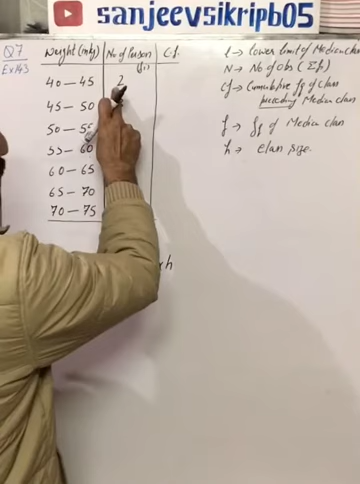 sanjeevsikripb05
Q7
Ex14.3
Weight (in kg) No of Person (fi) C.f.
40 — 45 2
45 — 50
50 — 55
55 — 60
60 — 65
65 — 70
70 — 75
×h
l → Lower limit of Median class
N → No of obs (Σfi)
Cf → Cumulative fq of class
preceding Median class
f → fq of Median class
h → class size.